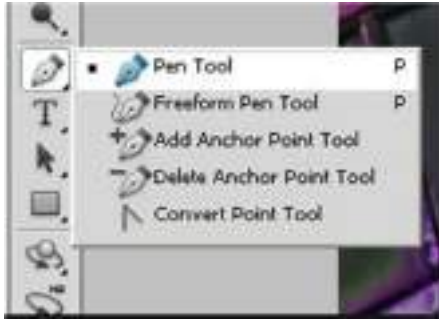 Pen Tool P
Freeform Pen Tool P
T
Add Anchor Point Tool
Delete Anchor Point Tool
Convert Point Tool